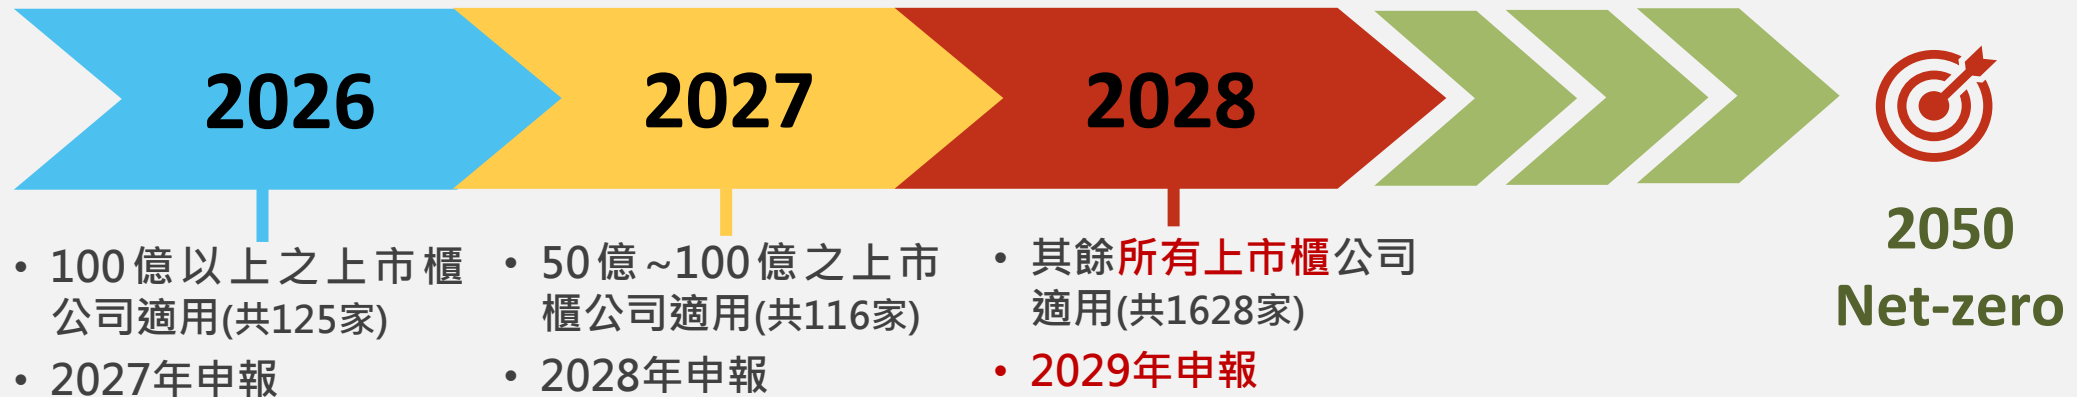 2026
2027
2028
• 100億以上之上市櫃
公司適用(共125家)
• 2027年申報
• 50億~100億之上市
櫃公司適用(共116家)
• 2028年申報
• 其餘所有上市櫃公司
適用(共1628家)
• 2029年申報
2050
Net-zero